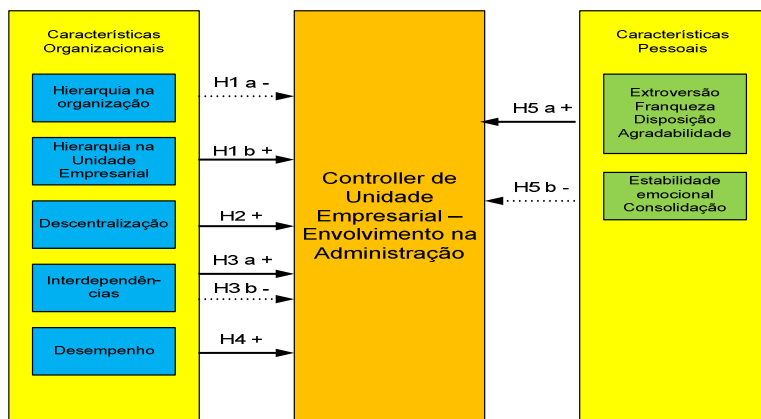 Características
Organizacionais
Hierarquia na
organização
Hierarquia na
Unidade
Empresarial
Descentralização
Interdependên-
cias
Desempenho
H1 a -
H1 b +
H2 +
H3 a +
H3 b -
H4 +
Controller de
Unidade
Empresarial –
Envolvimento na
Administração
H5 a +
H5 b -
Características
Pessoais
Extroversão
Franqueza
Disposição
Agradabilidade
Estabilidade
emocional
Consolidação